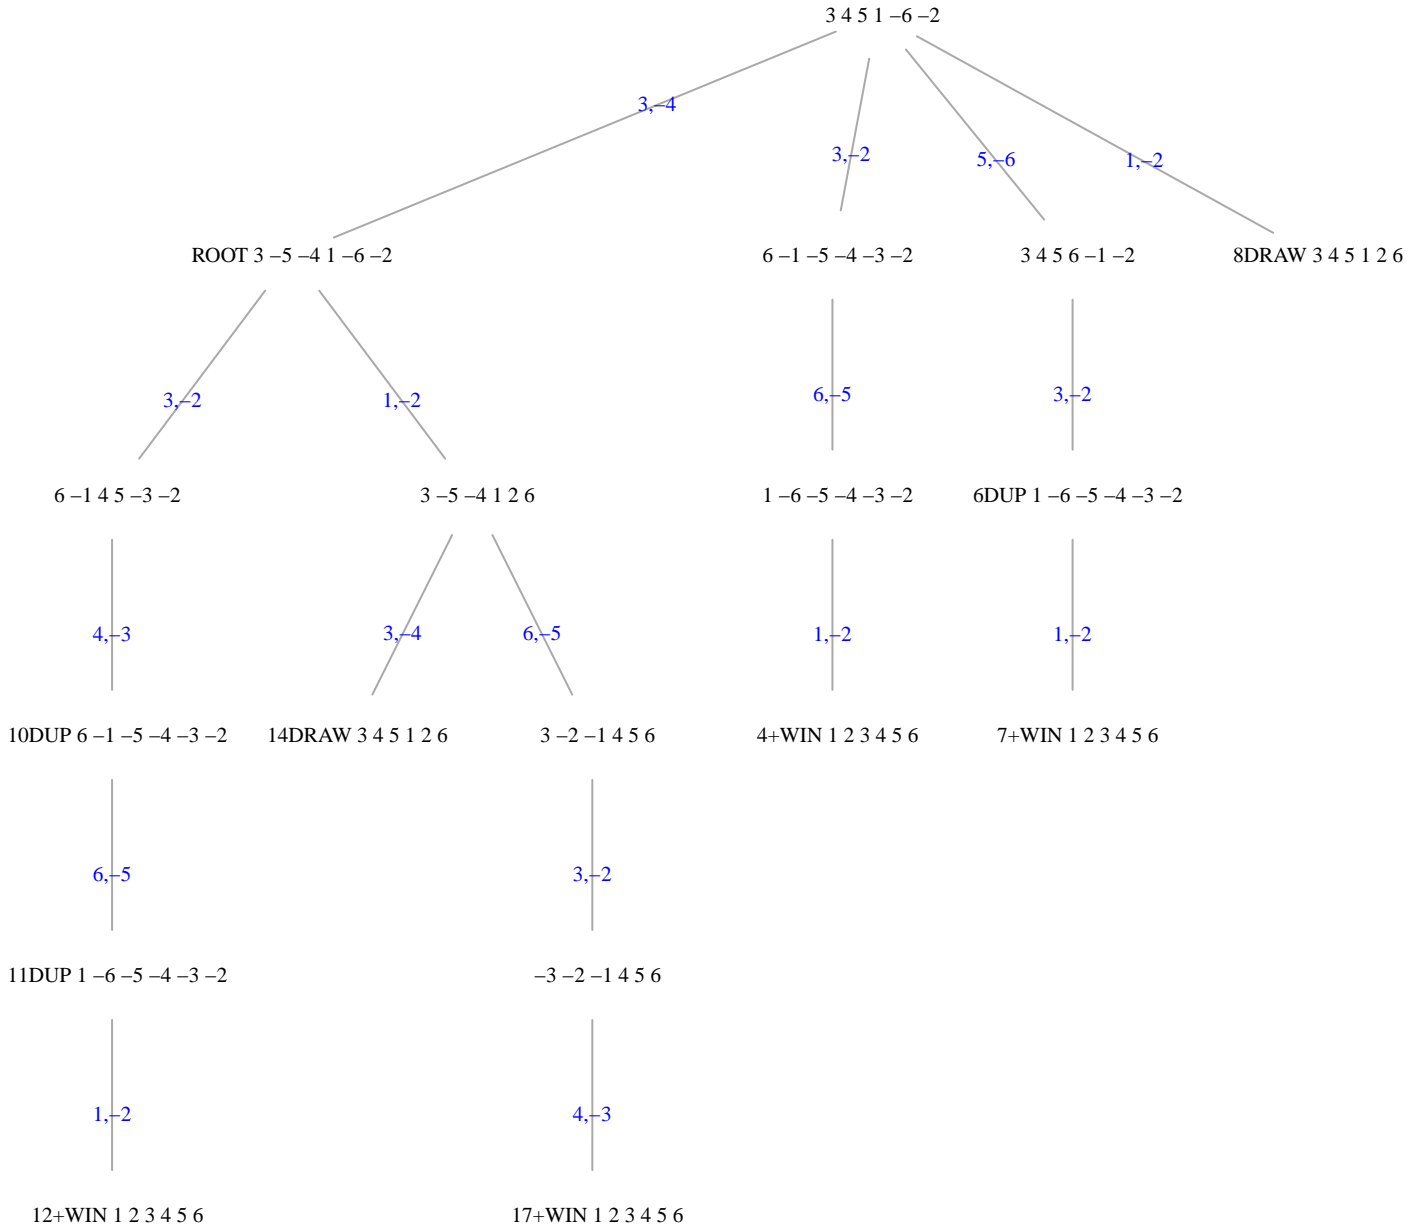 3 4 5 1 –6 –2
3,–4
3,–2
5,–6
1,–2
ROOT 3 –5 –4 1 –6 –2
6 –1 –5 –4 –3 –2
3 4 5 6 –1 –2
8DRAW 3 4 5 1 2 6
3,–2
1,–2
6,–5
3,–2
6 –1 4 5 –3 –2
3 –5 –4 1 2 6
1 –6 –5 –4 –3 –2
6DUP 1 –6 –5 –4 –3 –2
4,–3
3,–4
6,–5
1,–2
1,–2
10DUP 6 –1 –5 –4 –3 –2
14DRAW 3 4 5 1 2 6
3 –2 –1 4 5 6
4+WIN 1 2 3 4 5 6
7+WIN 1 2 3 4 5 6
6,–5
3,–2
11DUP 1 –6 –5 –4 –3 –2
–3 –2 –1 4 5 6
1,–2
4,–3
12+WIN 1 2 3 4 5 6
17+WIN 1 2 3 4 5 6